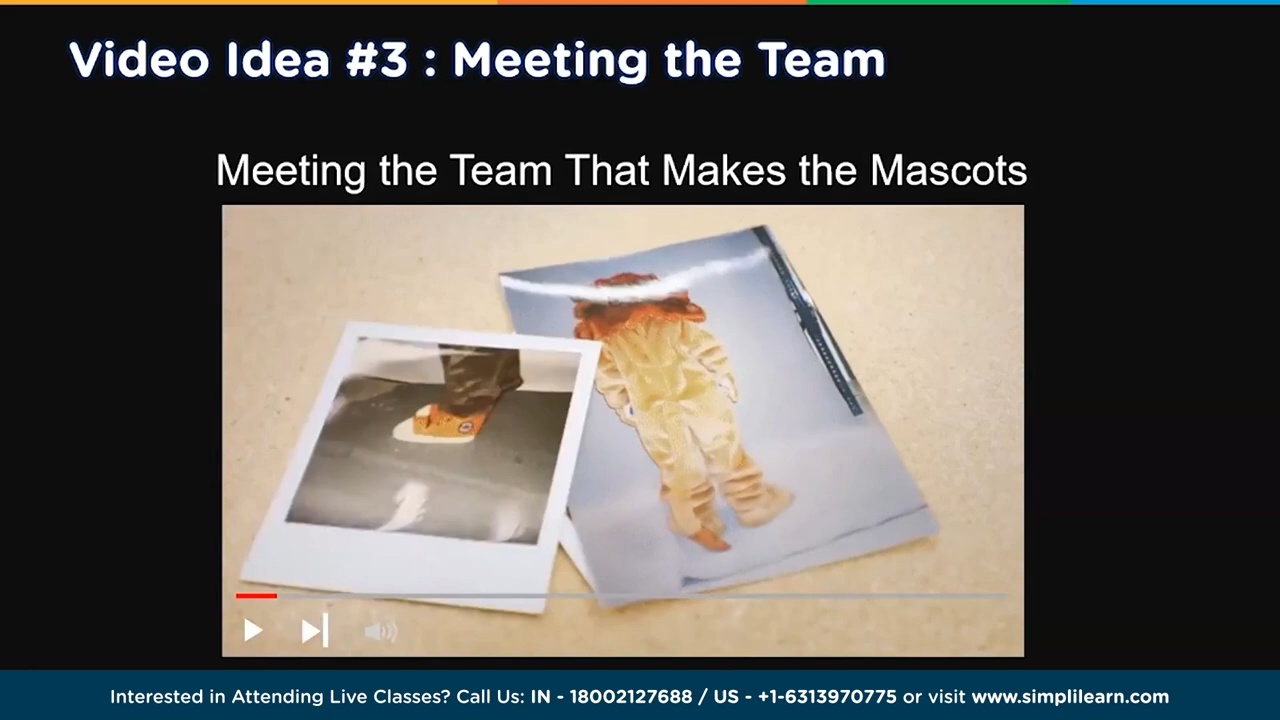 Video Idea #3 : Meeting the Team
Meeting the Team That Makes the Mascots
Interested in Attending Live Classes? Call Us: IN - 18002127688 / US - +1-6313970775 or visit www.simplilearn.com